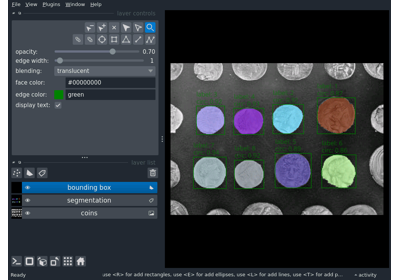 File View Plugins Window Help
layer controls
opacity: 0.70
edge width: 1
blending: translucent
face color: #00000000
edge color: green
display text:
layer list
bounding box
segmentation
coins
Ready
use <R> for add rectangles, use <E> for add ellipses, use <L> for add lines, use <T> for add p...
activity